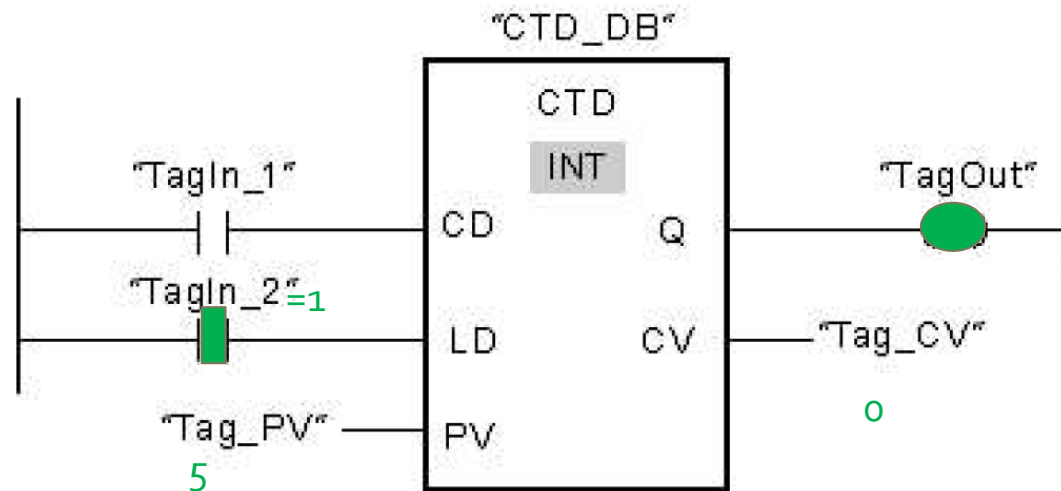 "CTD_DB"
CTD
INT
"TagIn_1"
"TagOut"
CD
Q
"TagIn_2"=1
LD
CV
"Tag_CV"
0
"Tag_PV"
PV
5